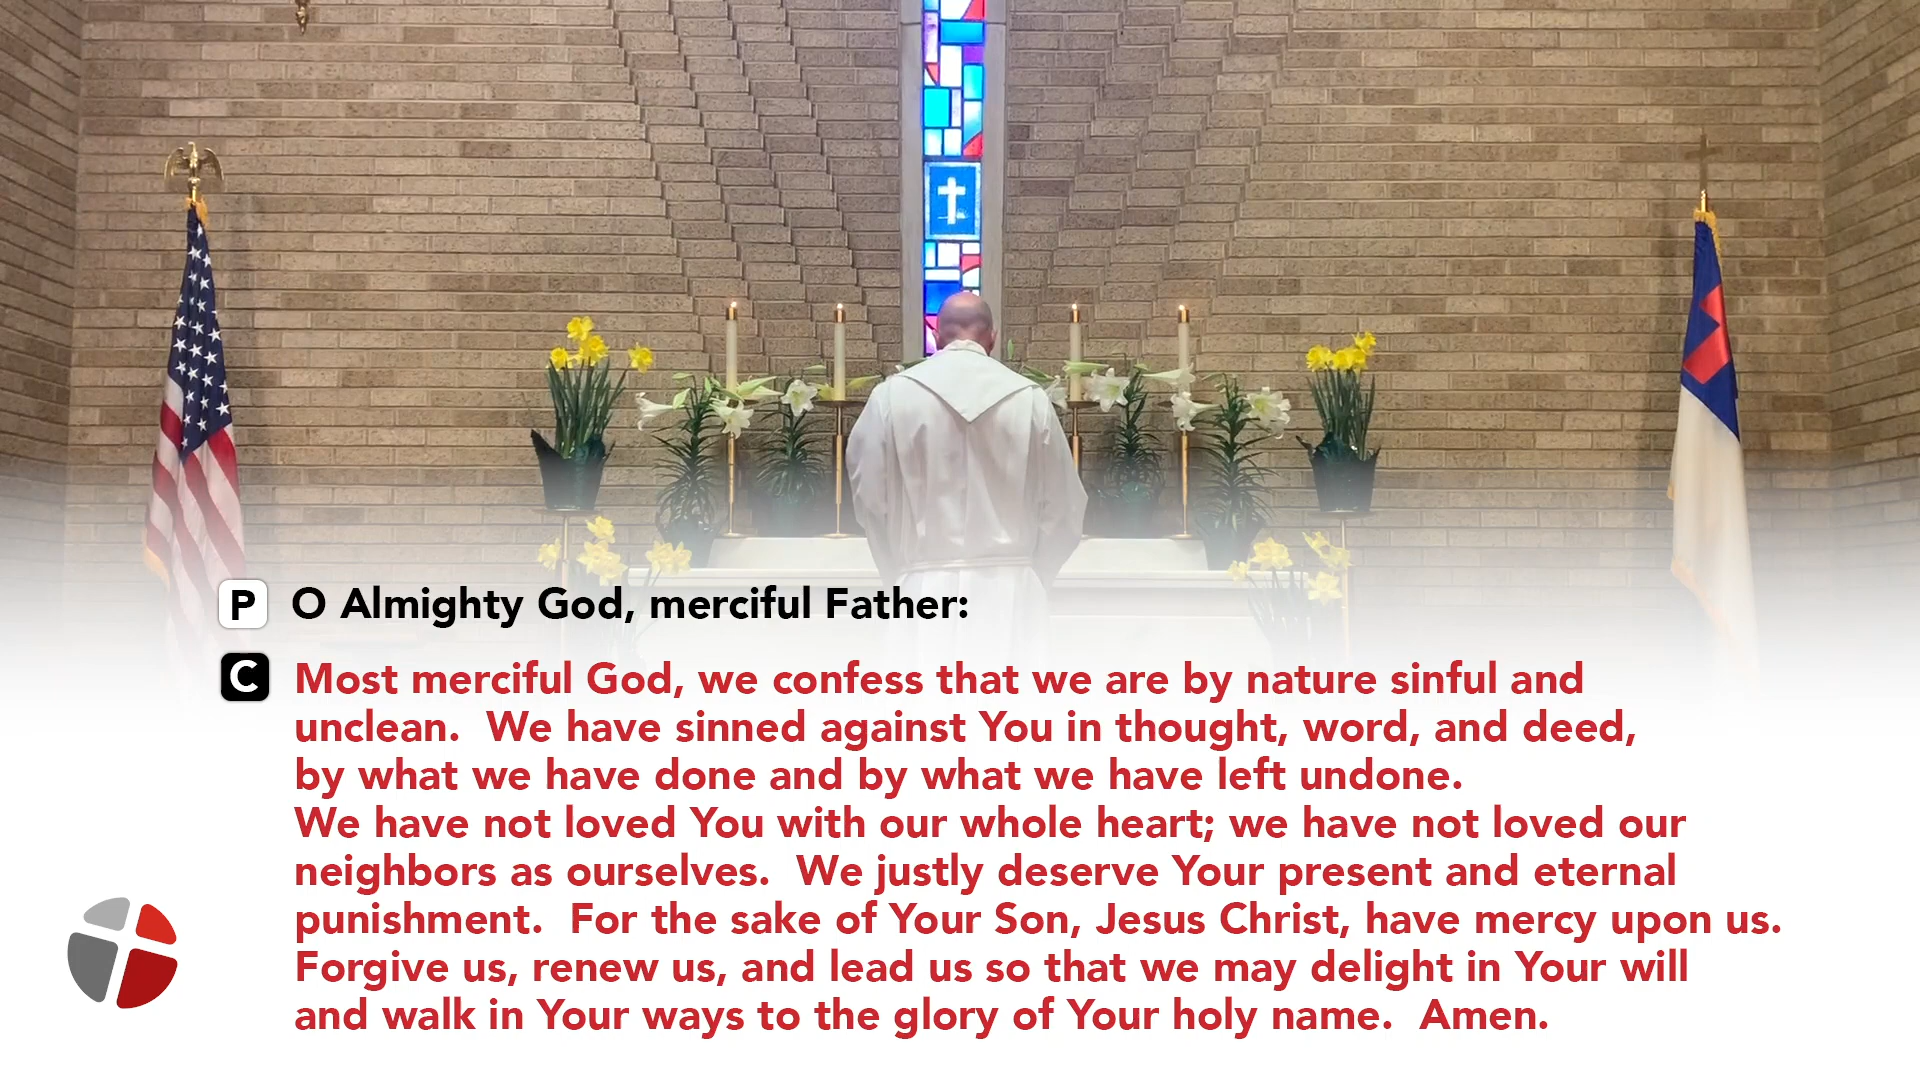 P O Almighty God, merciful Father:
C Most merciful God, we confess that we are by nature sinful and
unclean.  We have sinned against You in thought, word, and deed,
by what we have done and by what we have left undone.
We have not loved You with our whole heart; we have not loved our
neighbors as ourselves.  We justly deserve Your present and eternal
punishment.  For the sake of Your Son, Jesus Christ, have mercy upon us.
Forgive us, renew us, and lead us so that we may delight in Your will
and walk in Your ways to the glory of Your holy name.  Amen.